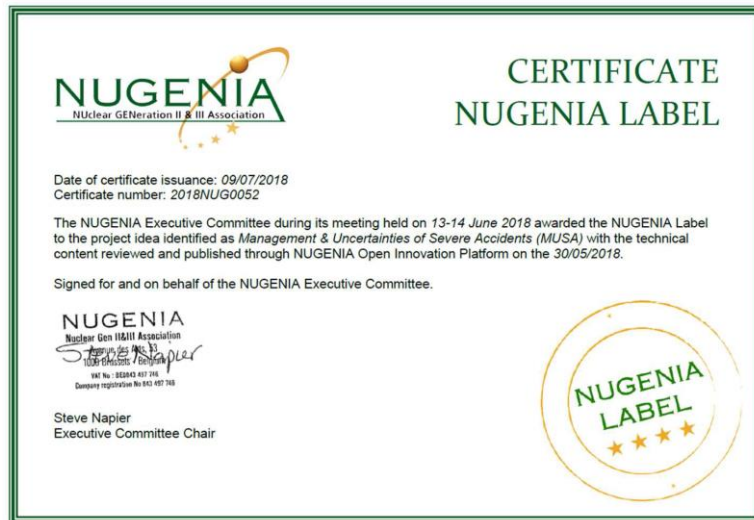 NUGENIA
NUclear GENeration II & III Association
CERTIFICATE
NUGENIA LABEL
Date of certificate issuance: 09/07/2018
Certificate number: 2018NUG0052
The NUGENIA Executive Committee during its meeting held on 13-14 June 2018 awarded the NUGENIA Label
to the project idea identified as Management & Uncertainties of Severe Accidents (MUSA) with the technical
content reviewed and published through NUGENIA Open Innovation Platform on the 30/05/2018.
Signed for and on behalf of the NUGENIA Executive Committee.
NUGENIA
Nuclear Gen II&III Association
Avenue des Arts, 53
Steve Napier
1000 Brussels - Belgium
VAT No : BE0843 457 746
Company registration No 843 497 746
Steve Napier
Executive Committee Chair
NUGENIA
LABEL